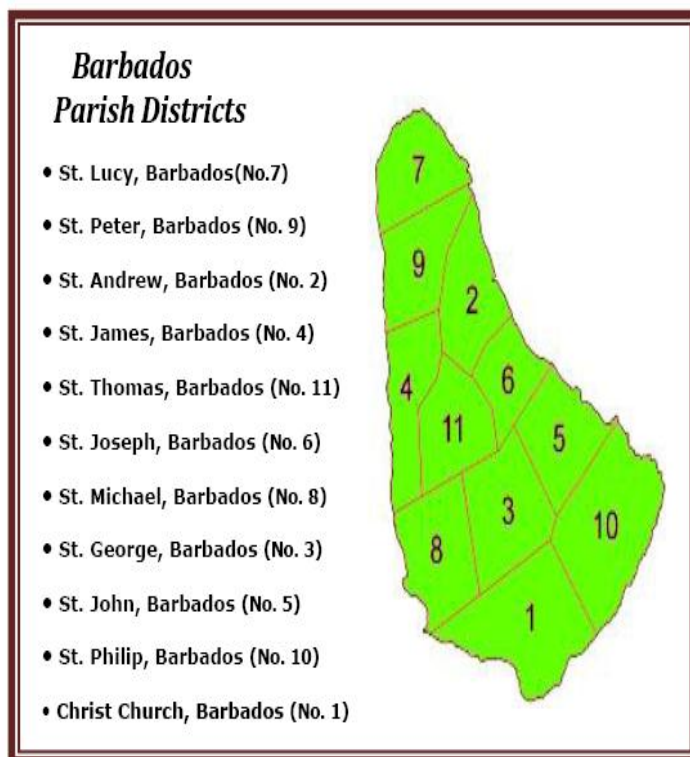 Barbados
Parish Districts
• St. Lucy, Barbados(No.7)
• St. Peter, Barbados (No. 9)
• St. Andrew, Barbados (No. 2)
• St. James, Barbados (No. 4)
• St. Thomas, Barbados (No. 11)
• St. Joseph, Barbados (No. 6)
• St. Michael, Barbados (No. 8)
• St. George, Barbados (No. 3)
• St. John, Barbados (No. 5)
• St. Philip, Barbados (No. 10)
• Christ Church, Barbados (No. 1)
7
9
2
4
6
11
5
3
10
8
1